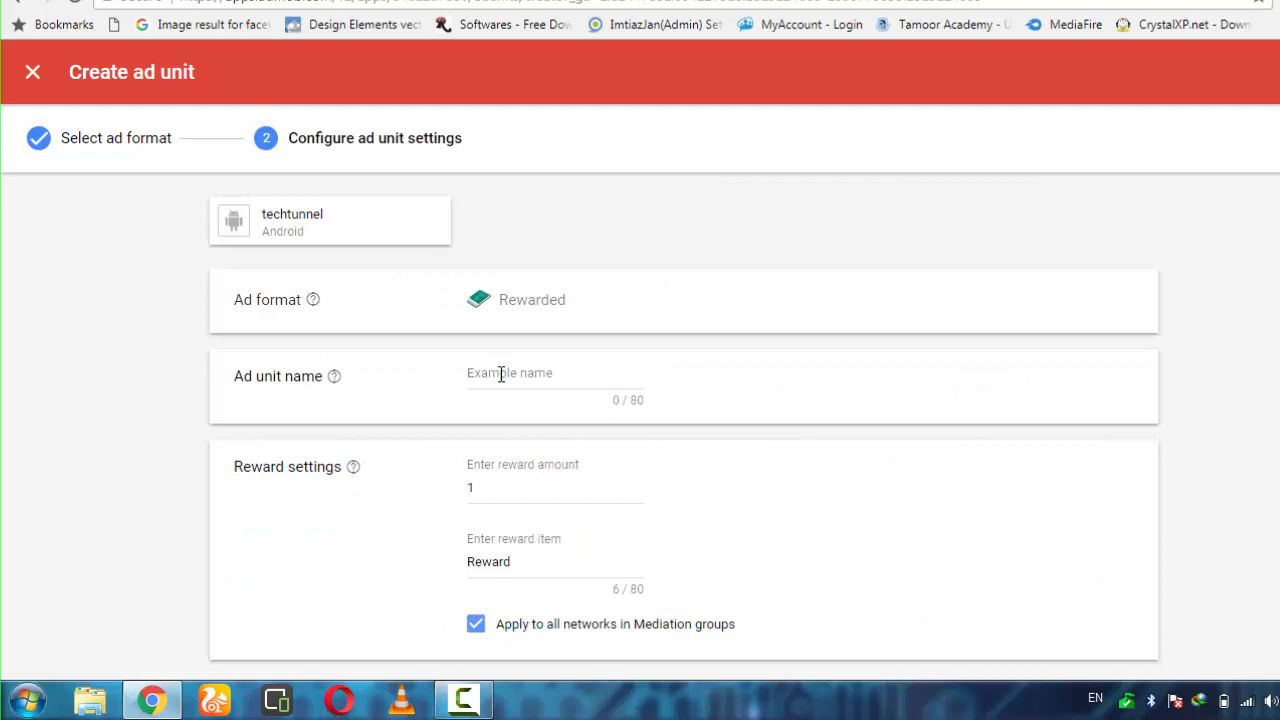 Bookmarks
Image result for facel
Design Elements vect
Softwares - Free Dow
ImtiazJan(Admin) Set
MyAccount - Login
Tamoor Academy - U
MediaFire
CrystalXP.net - Down
Create ad unit
Select ad format
2
Configure ad unit settings
techtunnel
Android
Ad format
Rewarded
Ad unit name
Example name
0 / 80
Reward settings
Enter reward amount
1
Enter reward item
Reward
6 / 80
Apply to all networks in Mediation groups
EN